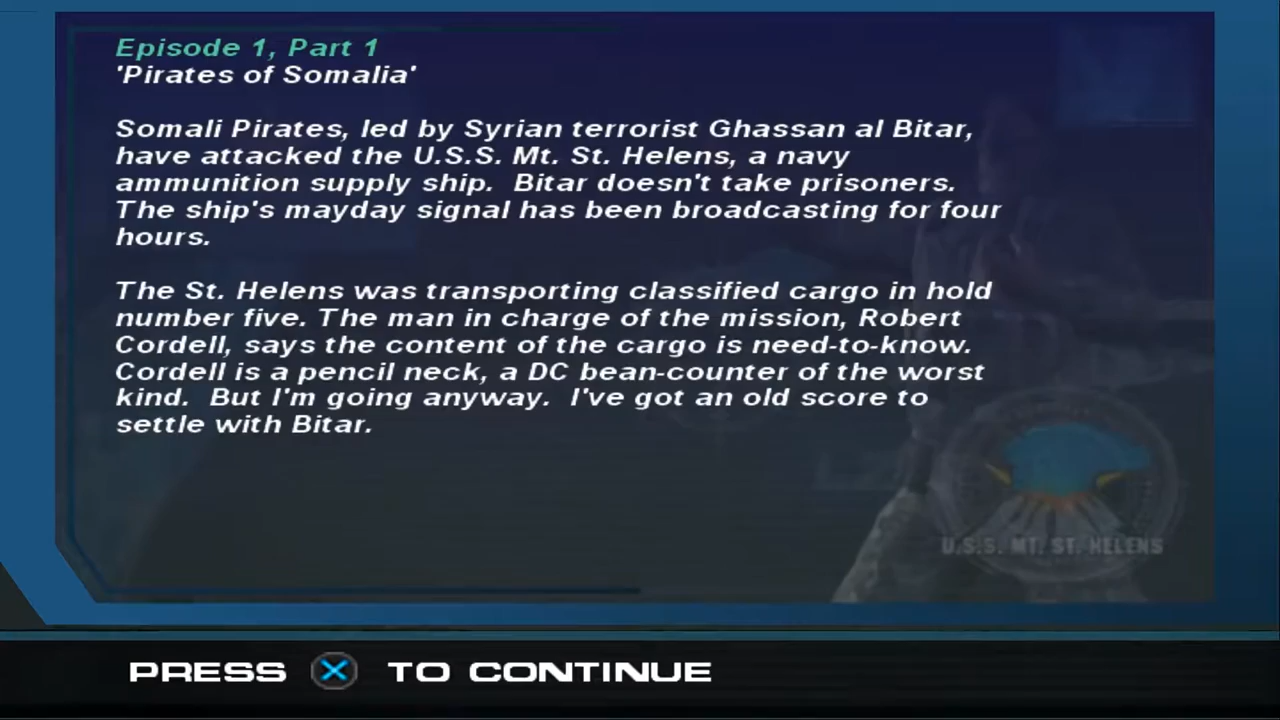 Episode 1, Part 1
'Pirates of Somalia'
Somali Pirates, led by Syrian terrorist Ghassan al Bitar,
have attacked the U.S.S. Mt. St. Helens, a navy
ammunition supply ship.  Bitar doesn't take prisoners.
The ship's mayday signal has been broadcasting for four
hours.
The St. Helens was transporting classified cargo in hold
number five. The man in charge of the mission, Robert
Cordell, says the content of the cargo is need-to-know.
Cordell is a pencil neck, a DC bean-counter of the worst
kind.  But I'm going anyway.  I've got an old score to
settle with Bitar.
U.S.S. MT. ST. HELENS
PRESS X TO CONTINUE